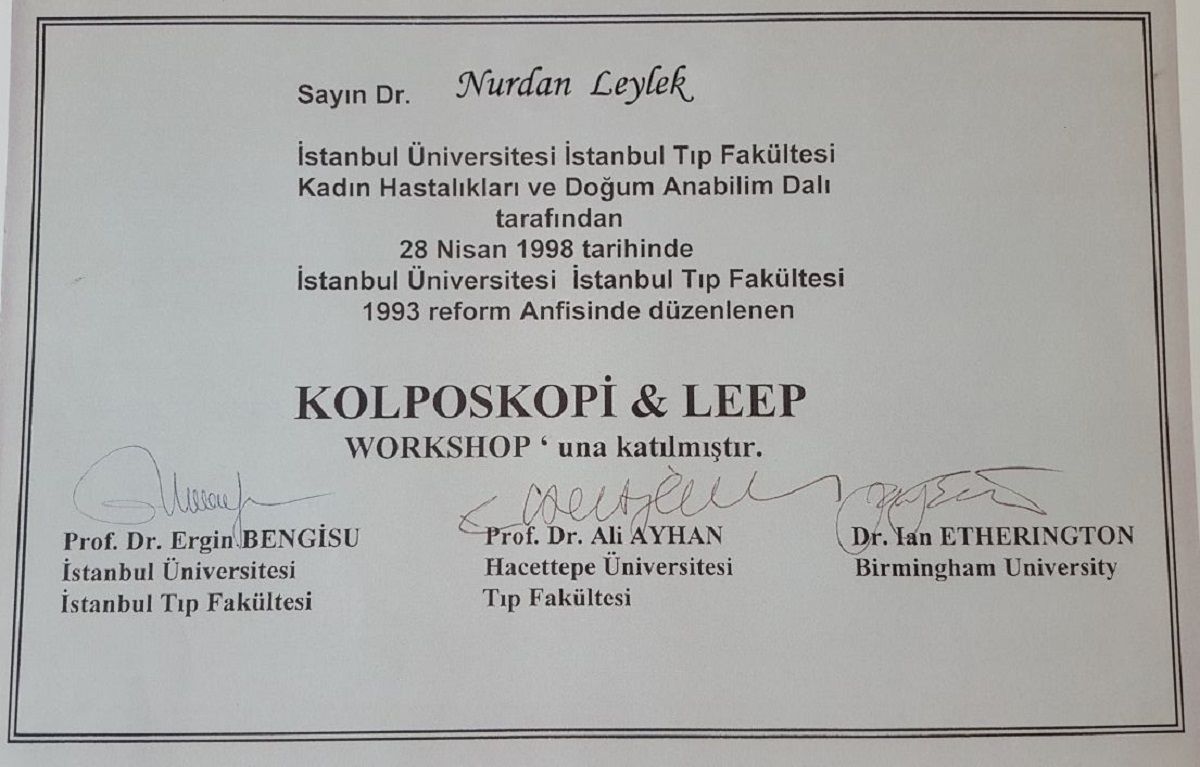 Sayın Dr. Nurdan Leylek
İstanbul Üniversitesi İstanbul Tıp Fakültesi
Kadın Hastalıkları ve Doğum Anabilim Dalı
tarafından
28 Nisan 1998 tarihinde
İstanbul Üniversitesi İstanbul Tıp Fakültesi
1993 reform Anfisinde düzenlenen
KOLPOSKOPİ & LEEP
WORKSHOP ‘ una katılmıştır.
Prof. Dr. Ergin BENGİSU
İstanbul Üniversitesi
İstanbul Tıp Fakültesi
Prof. Dr. Ali AYHAN
Hacettepe Üniversitesi
Tıp Fakültesi
Dr. Ian ETHERINGTON
Birmingham University